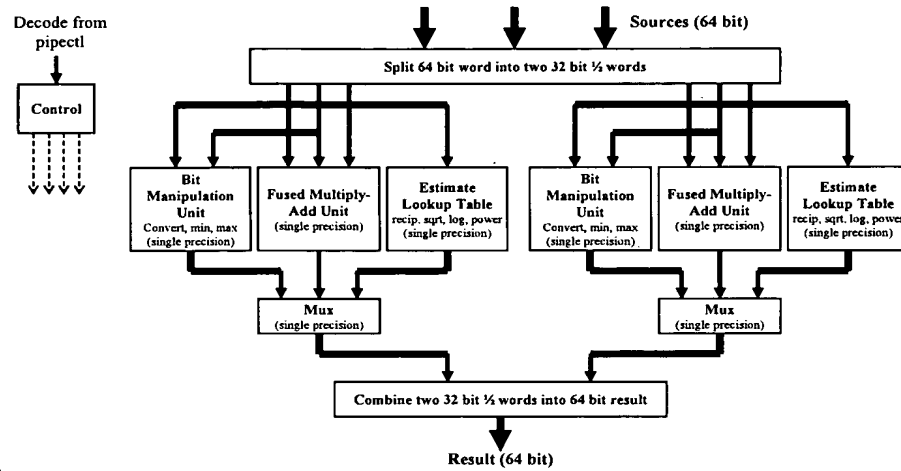 Decode from
pipectl
Control
Sources (64 bit)
Split 64 bit word into two 32 bit ½ words
Bit
Manipulation
Unit
Convert, min, max
(single precision)
Fused Multiply-
Add Unit
(single precision)
Estimate
Lookup Table
recip, sqrt, log, power
(single precision)
Bit
Manipulation
Unit
Convert, min, max
(single precision)
Fused Multiply-
Add Unit
(single precision)
Estimate
Lookup Table
recip, sqrt, log, power
(single precision)
Mux
(single precision)
Mux
(single precision)
Combine two 32 bit ½ words into 64 bit result
Result (64 bit)